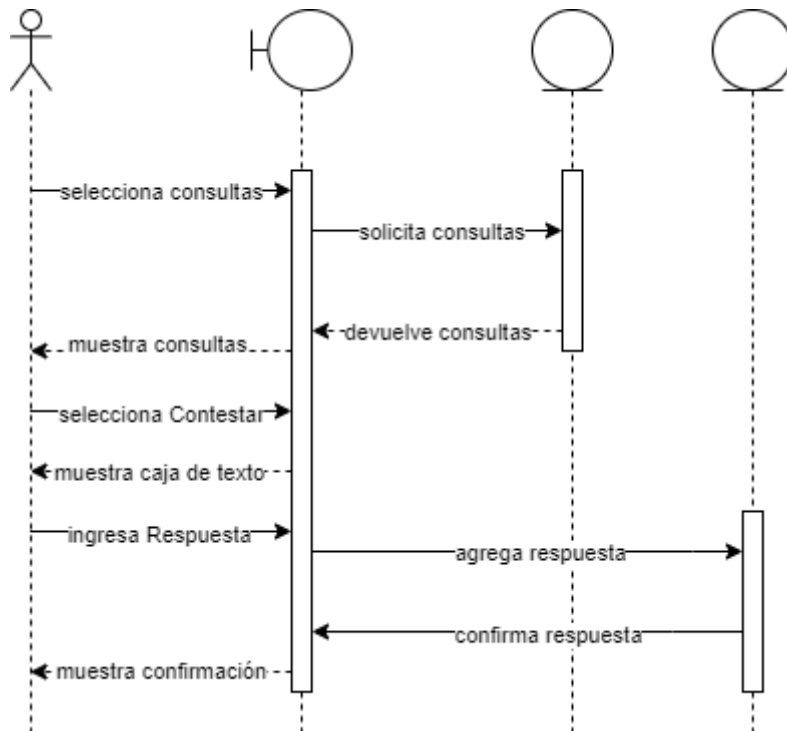 selecciona consultas
solicita consultas
devuelve consultas
muestra consultas
selecciona Contestar
muestra caja de texto
ingresa Respuesta
agrega respuesta
confirma respuesta
muestra confirmación